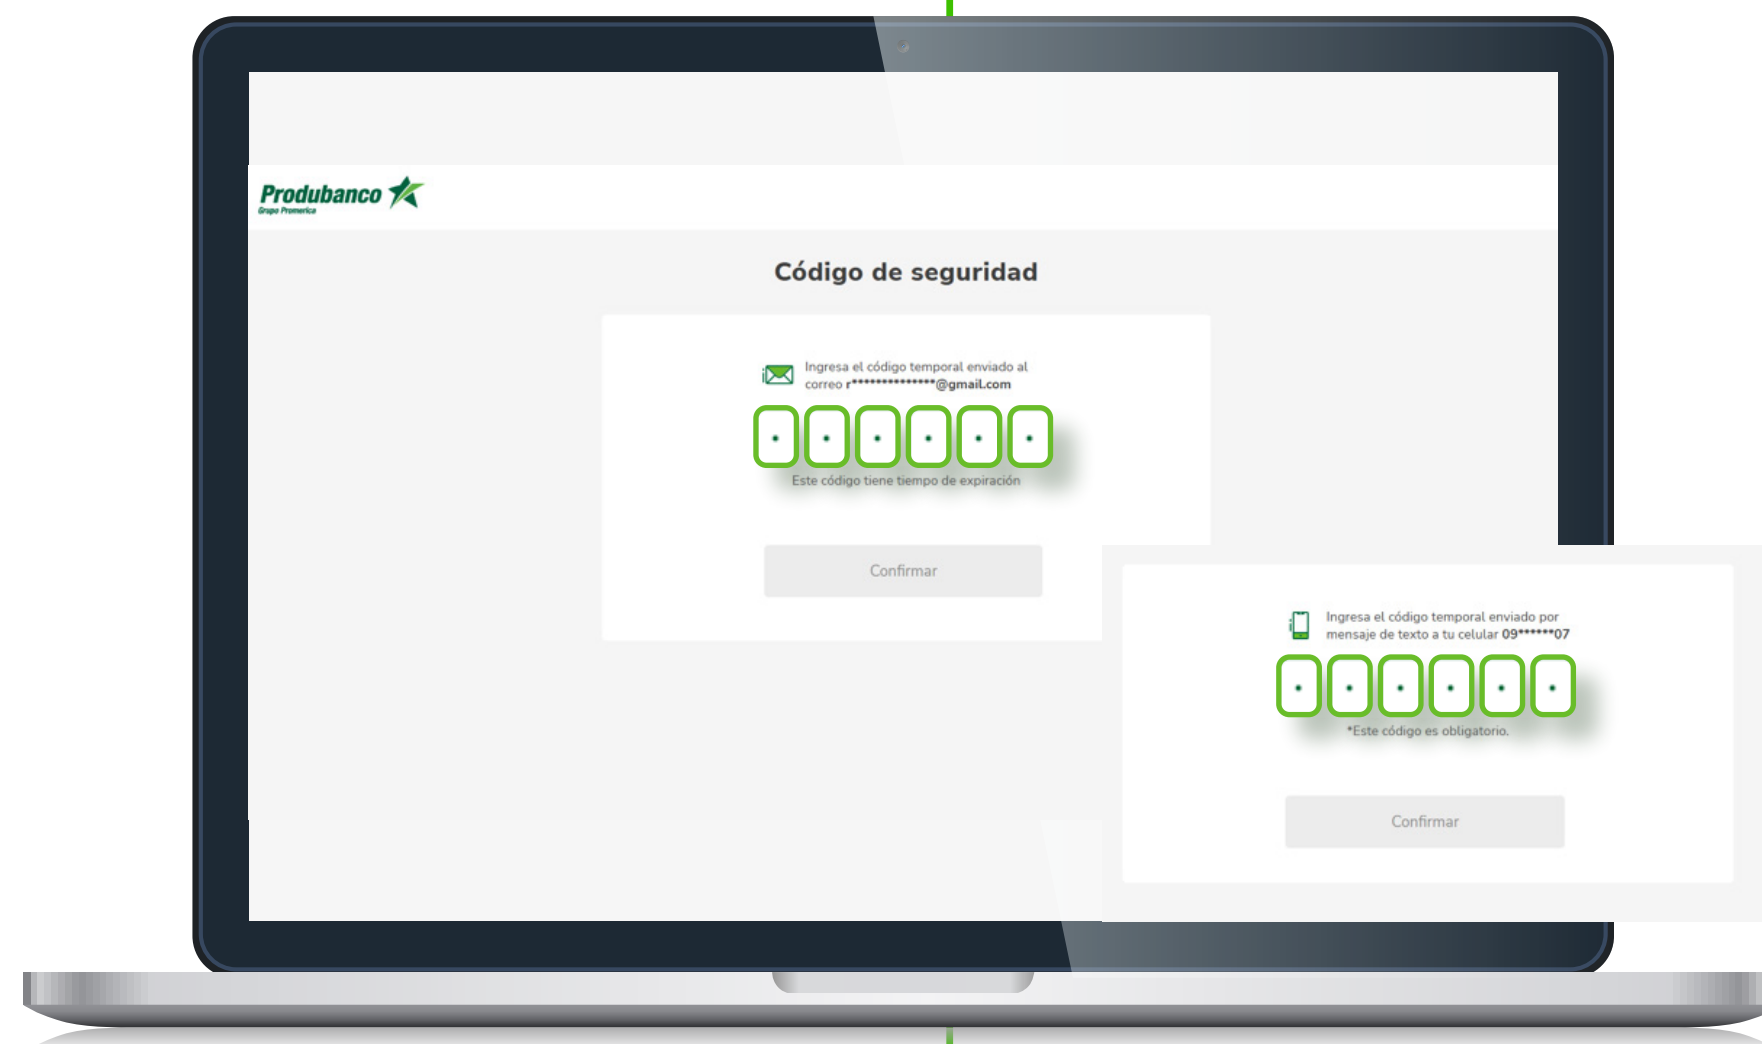 Produbanco
Grupo Promerica
Código de seguridad
Ingresa el código temporal enviado al
correo r**************@gmail.com
Este código tiene tiempo de expiración
Confirmar
Ingresa el código temporal enviado por
mensaje de texto a tu celular 09******07
*Este código es obligatorio.
Confirmar